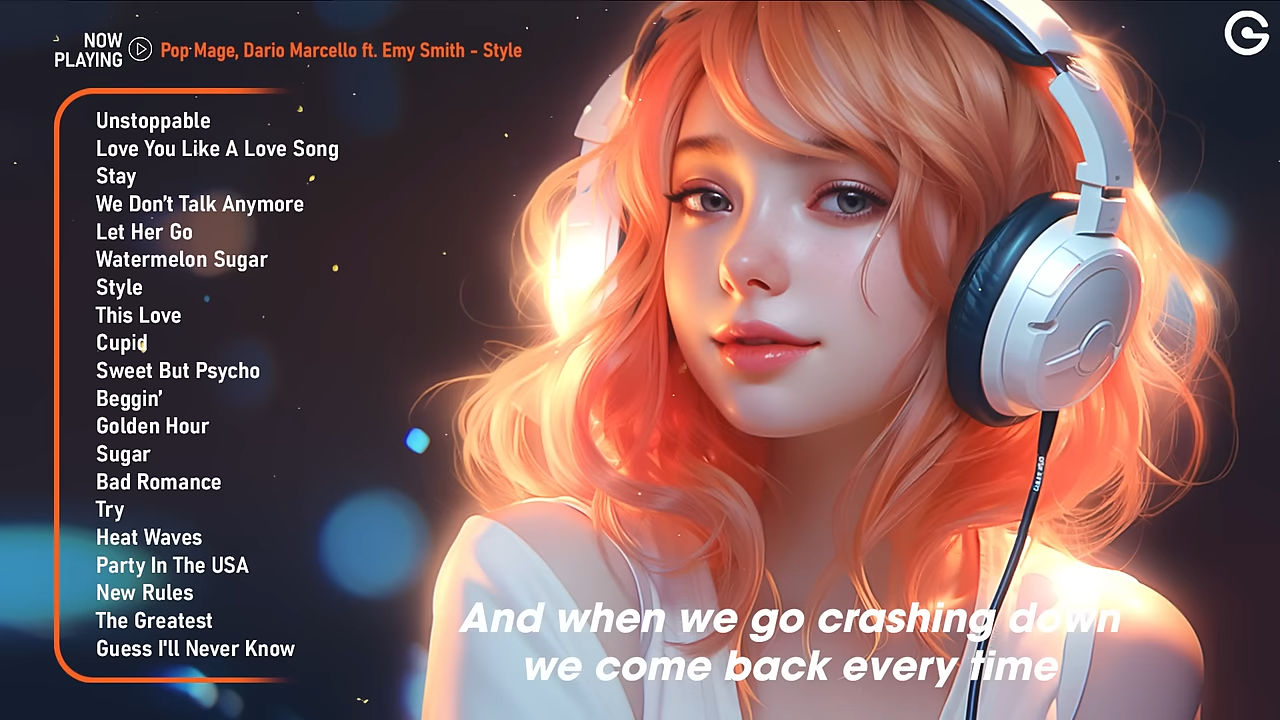 NOW
PLAYING
Pop Mage, Dario Marcello ft. Emy Smith - Style
Unstoppable
Love You Like A Love Song
Stay
We Don't Talk Anymore
Let Her Go
Watermelon Sugar
Style
This Love
Cupid
Sweet But Psycho
Beggin'
Golden Hour
Sugar
Bad Romance
Try
Heat Waves
Party In The USA
New Rules
The Greatest
Guess I'll Never Know
And when we go crashing down
we come back every time
G